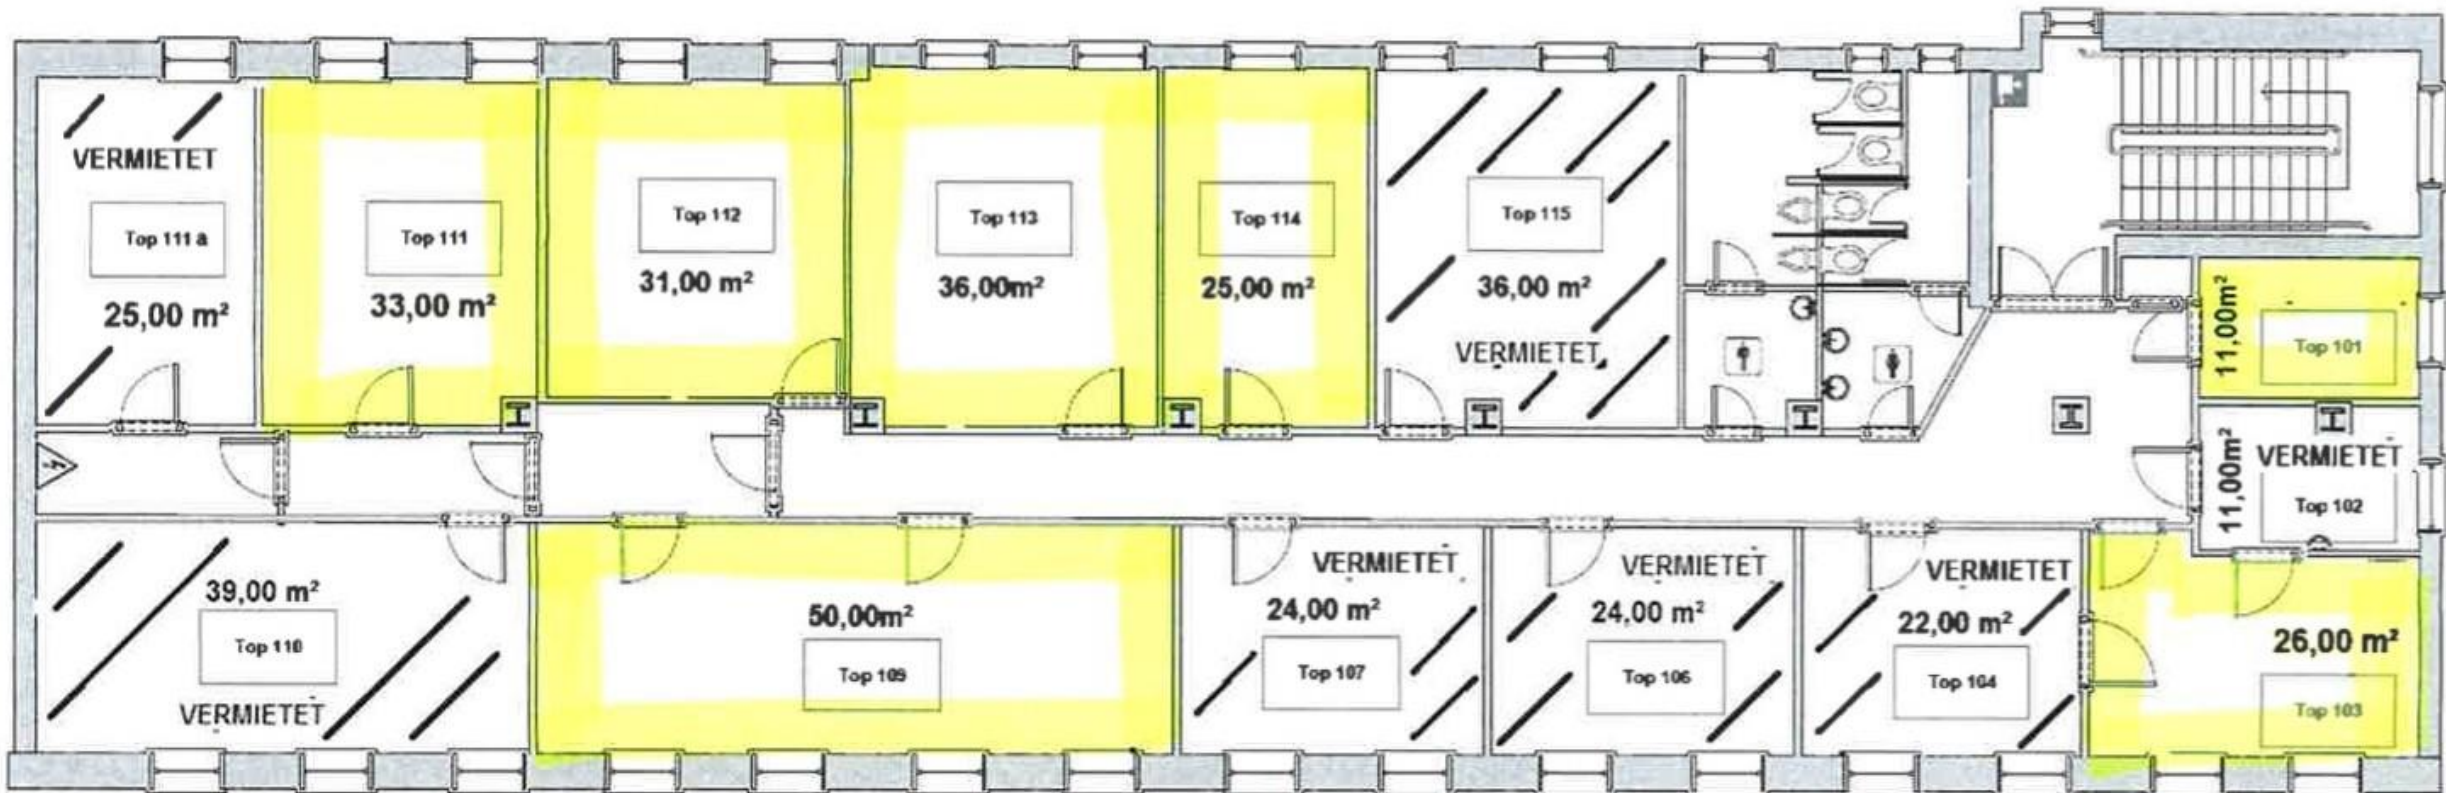 VERMIETET
Top 111 a
25,00 m²
Top 111
33,00 m²
Top 112
31,00 m²
Top 113
36,00m²
Top 114
25,00 m²
Top 115
36,00 m²
VERMIETET
11,00m²
Top 101
11,00m²
VERMIETET
Top 102
39,00 m²
Top 110
VERMIETET
50,00m²
Top 109
VERMIETET
24,00 m²
Top 107
VERMIETET
24,00 m²
Top 106
VERMIETET
22,00 m²
Top 104
26,00 m²
Top 103